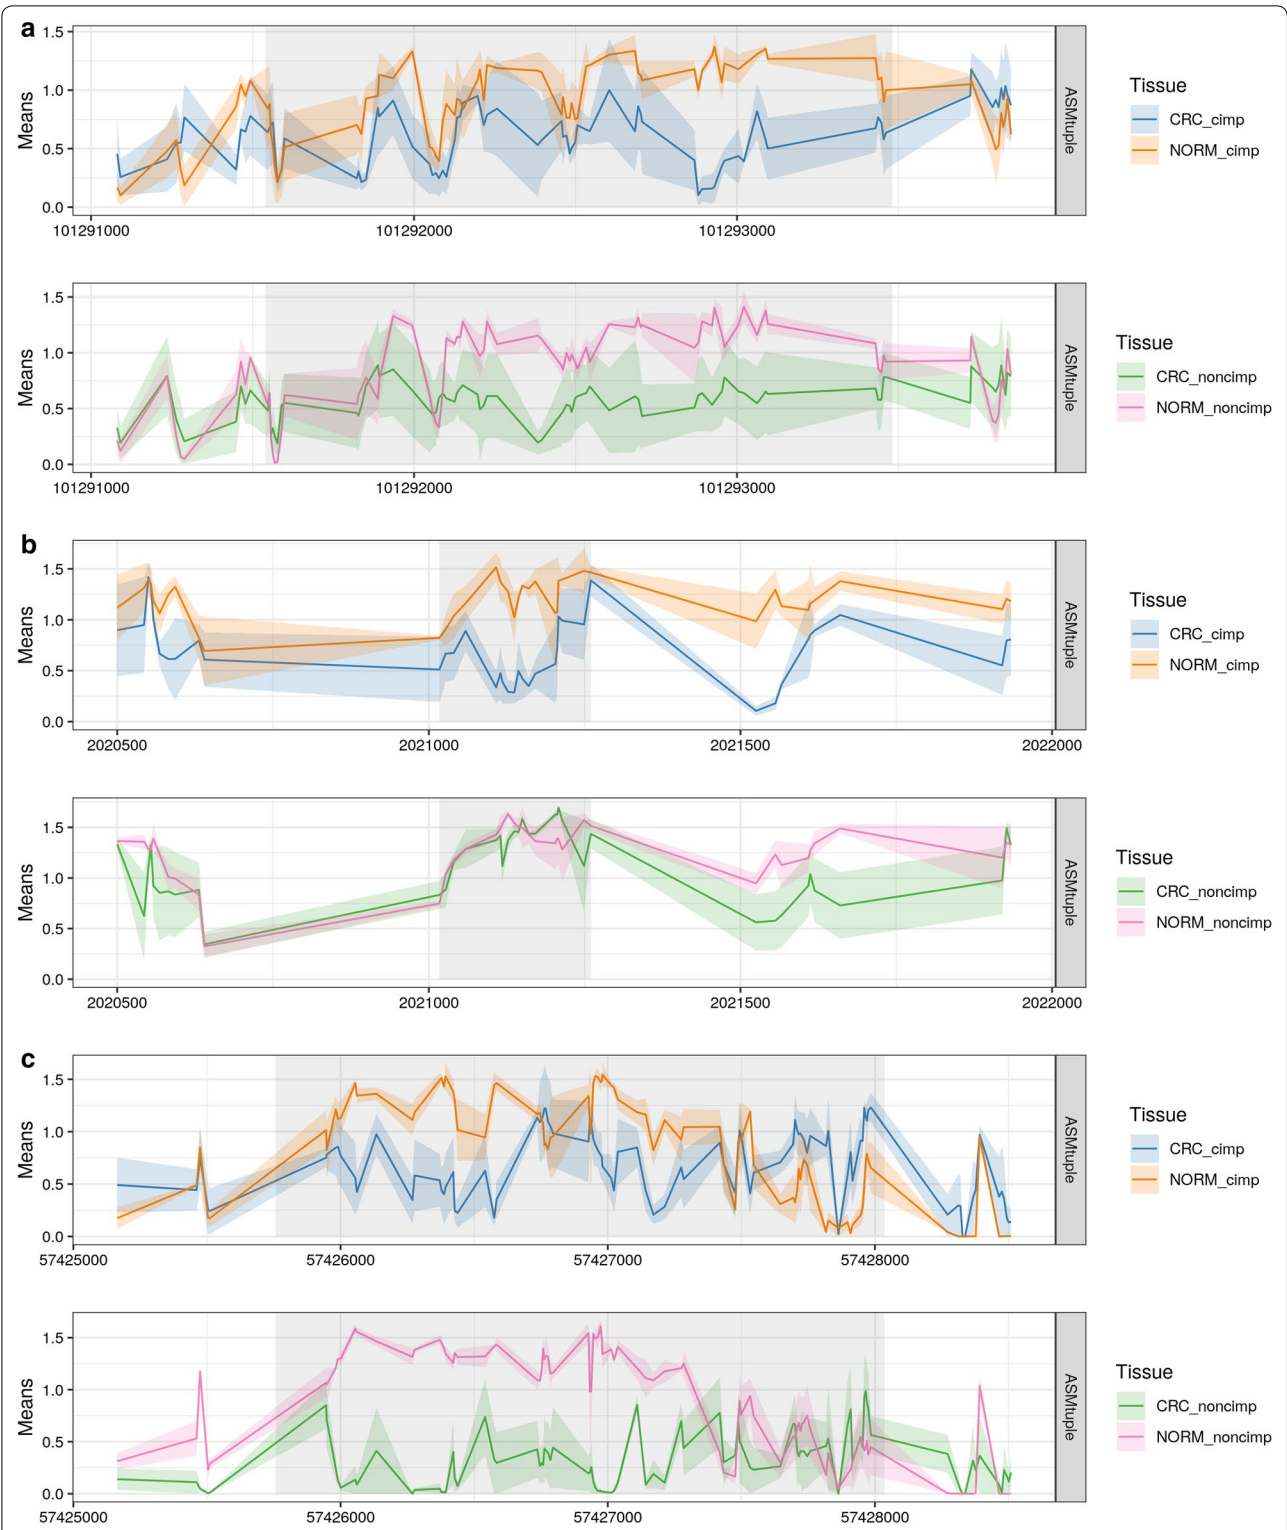 a
1.5
1.0
0.5
0.0
Means
ASMtuple
101291000 101292000 101293000
Tissue
CRC_cimp
NORM_cimp
1.5
1.0
0.5
0.0
Means
ASMtuple
101291000 101292000 101293000
Tissue
CRC_noncimp
NORM_noncimp
b
1.5
1.0
0.5
0.0
Means
ASMtuple
2020500 2021000 2021500 2022000
Tissue
CRC_cimp
NORM_cimp
1.5
1.0
0.5
0.0
Means
ASMtuple
2020500 2021000 2021500 2022000
Tissue
CRC_noncimp
NORM_noncimp
c
1.5
1.0
0.5
0.0
Means
ASMtuple
57425000 57426000 57427000 57428000
Tissue
CRC_cimp
NORM_cimp
1.5
1.0
0.5
0.0
Means
ASMtuple
57425000 57426000 57427000 57428000
Tissue
CRC_noncimp
NORM_noncimp